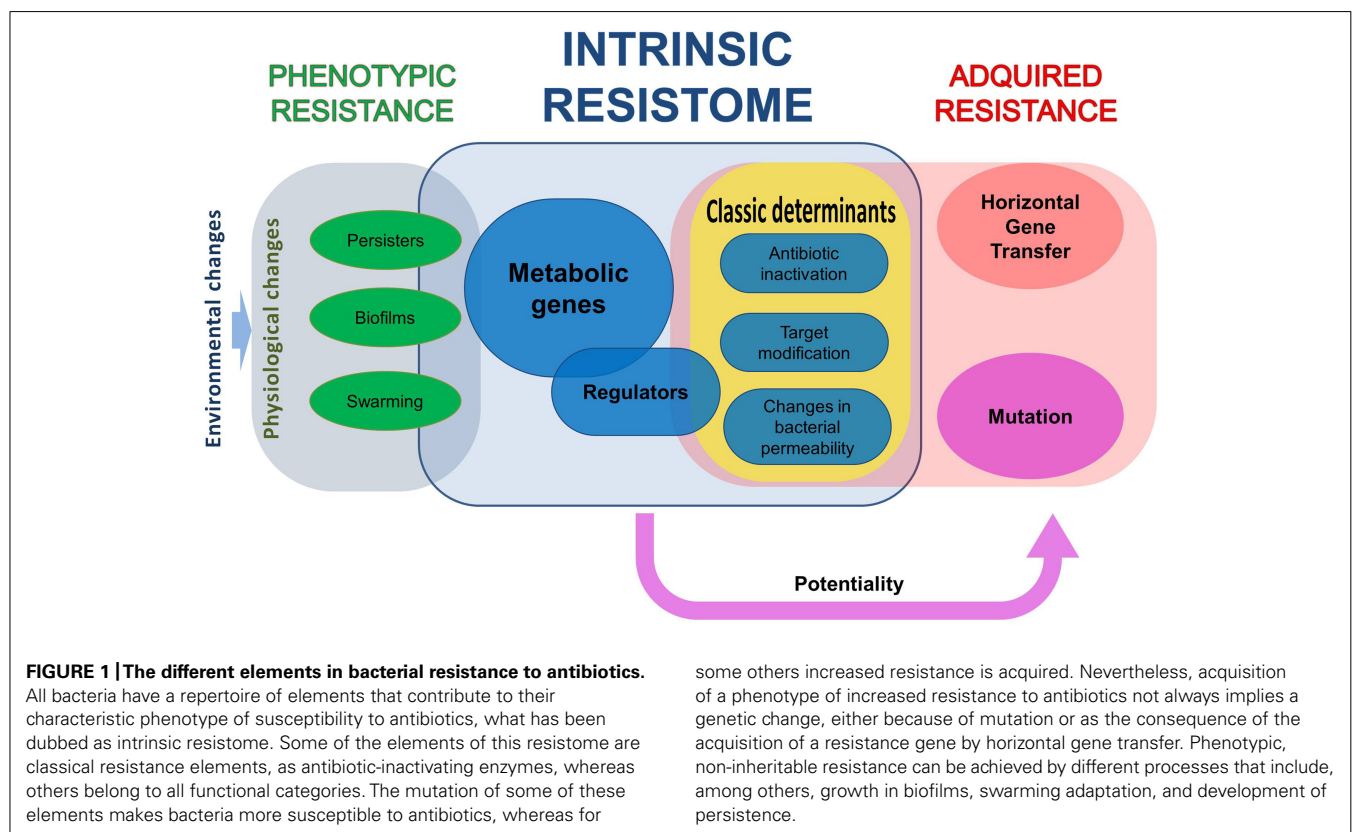 PHENOTYPIC
RESISTANCE
INTRINSIC
RESISTOME
ADQUIRED
RESISTANCE
Environmental changes
Physiological changes
Persisters
Biofilms
Swarming
Metabolic
genes
Regulators
Classic determinants
Antibiotic
inactivation
Target
modification
Changes in
bacterial
permeability
Horizontal
Gene
Transfer
Mutation
Potentiality
FIGURE 1 | The different elements in bacterial resistance to antibiotics.
All bacteria have a repertoire of elements that contribute to their
characteristic phenotype of susceptibility to antibiotics, what has been
dubbed as intrinsic resistome. Some of the elements of this resistome are
classical resistance elements, as antibiotic-inactivating enzymes, whereas
others belong to all functional categories. The mutation of some of these
elements makes bacteria more susceptible to antibiotics, whereas for
some others increased resistance is acquired. Nevertheless, acquisition
of a phenotype of increased resistance to antibiotics not always implies a
genetic change, either because of mutation or as the consequence of the
acquisition of a resistance gene by horizontal gene transfer. Phenotypic,
non-inheritable resistance can be achieved by different processes that include,
among others, growth in biofilms, swarming adaptation, and development of
persistence.